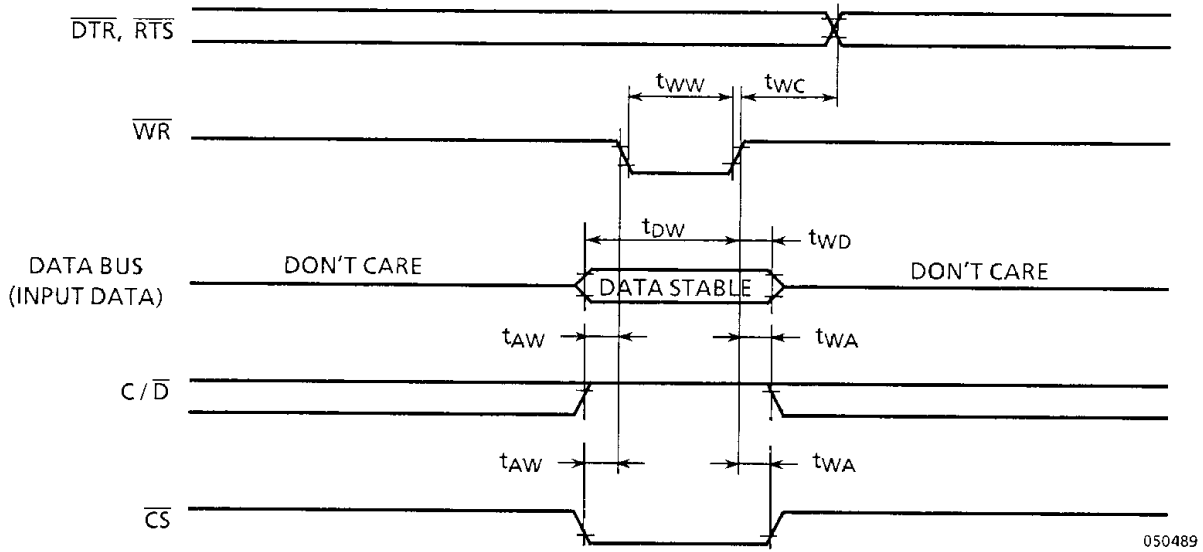 DTR, RTS
tWW
tWC
WR
tDW
tWD
DATA BUS
(INPUT DATA)
DON'T CARE
DATA STABLE
DON'T CARE
tAW
tWA
C/D
tAW
tWA
CS
050489